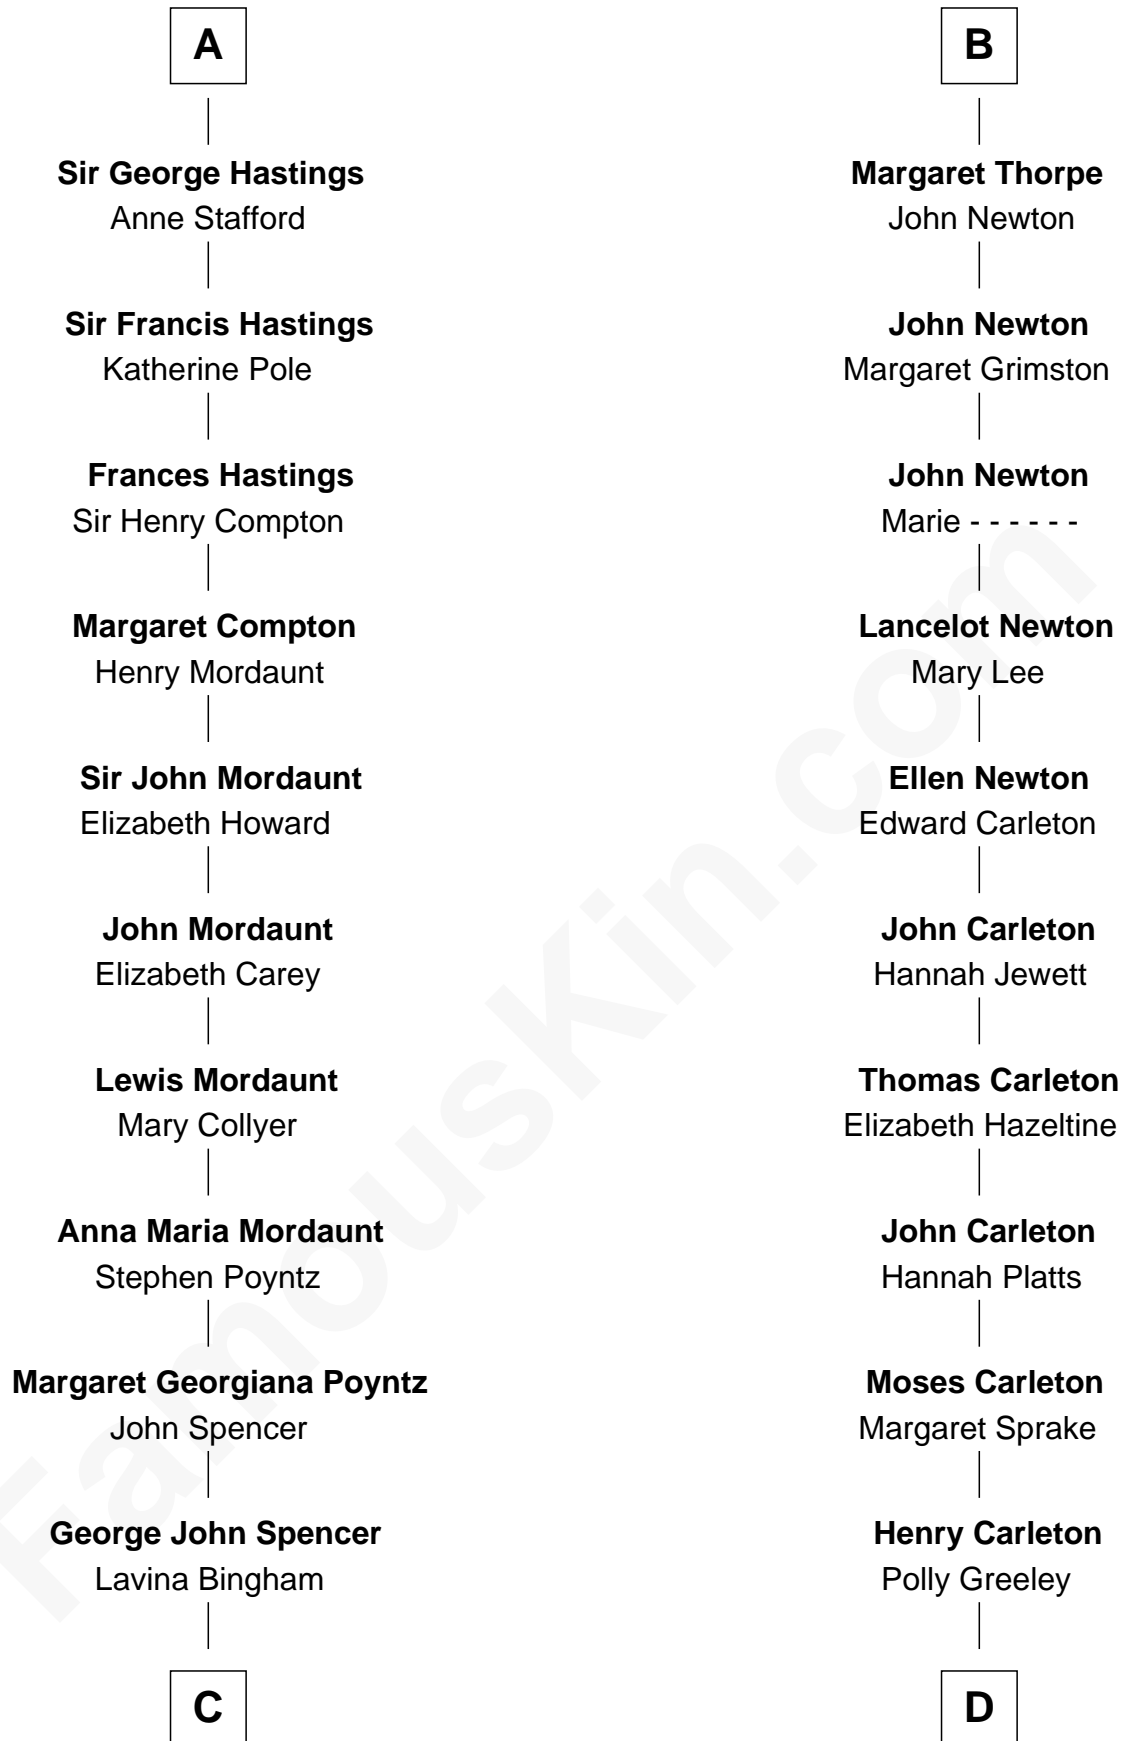 A
Sir George Hastings
Anne Stafford
Sir Francis Hastings
Katherine Pole
Frances Hastings
Sir Henry Compton
Margaret Compton
Henry Mordaunt
Sir John Mordaunt
Elizabeth Howard
John Mordaunt
Elizabeth Carey
Lewis Mordaunt
Mary Collyer
Anna Maria Mordaunt
Stephen Poyntz
Margaret Georgiana Poyntz
John Spencer
George John Spencer
Lavina Bingham
C
B
Margaret Thorpe
John Newton
John Newton
Margaret Grimston
John Newton
Marie - - - - - -
Lancelot Newton
Mary Lee
Ellen Newton
Edward Carleton
John Carleton
Hannah Jewett
Thomas Carleton
Elizabeth Hazeltine
John Carleton
Hannah Platts
Moses Carleton
Margaret Sprake
Henry Carleton
Polly Greeley
D
FamousKin.com